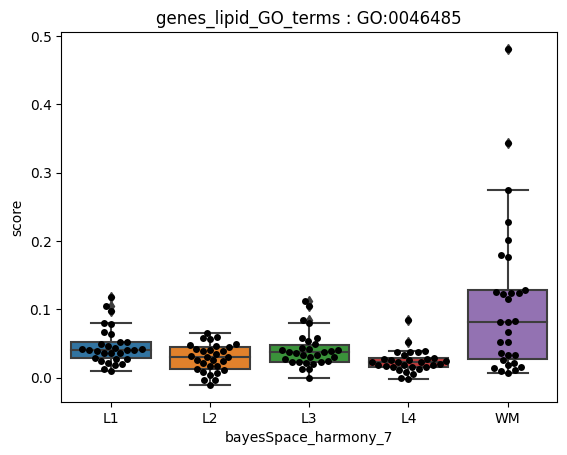 genes_lipid_GO_terms : GO:0046485
0.5
0.4
0.3
0.2
0.1
0.0
score
L1 L2 L3 L4 WM
bayesSpace_harmony_7